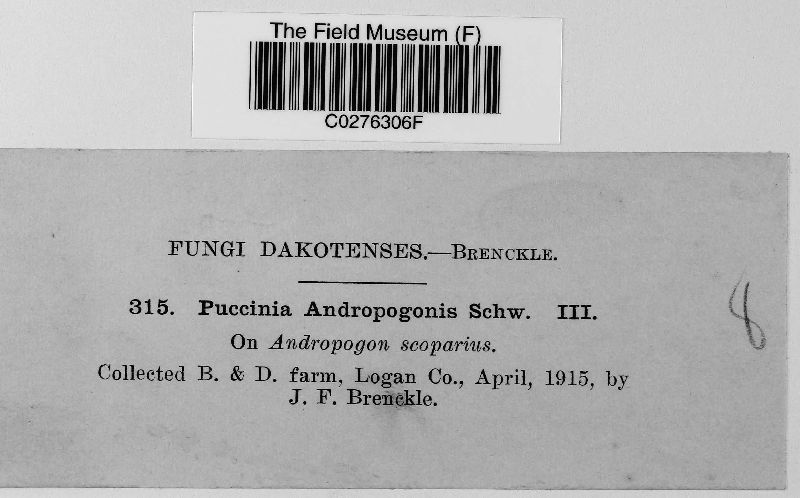 The Field Museum (F)
C0276306F
FUNGI DAKOTENSES.—BRENCKLE.
315. Puccinia Andropogonis Schw. III.
On Andropogon scoparius.
Collected B. & D. farm, Logan Co., April, 1915, by
J. F. Brenckle.
8